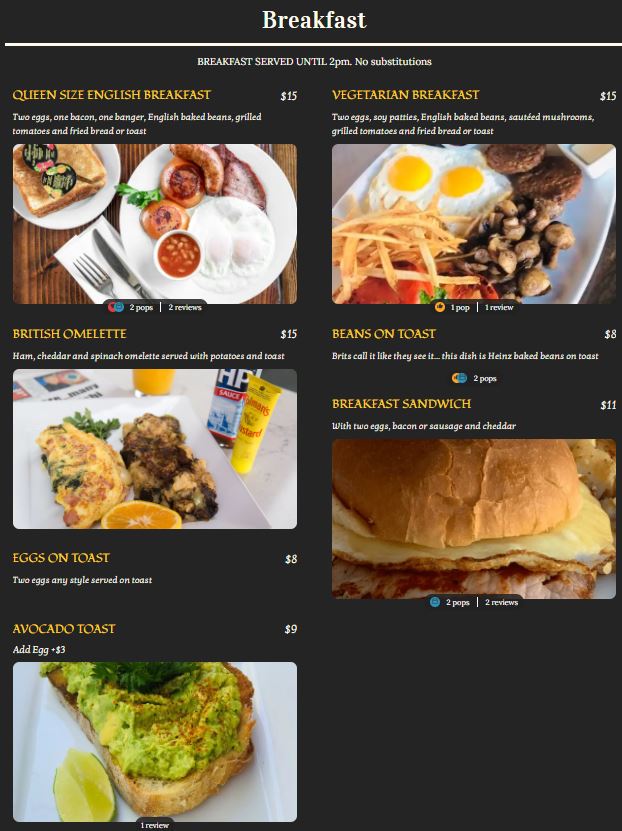 Breakfast
BREAKFAST SERVED UNTIL 2pm. No substitutions
QUEEN SIZE ENGLISH BREAKFAST $15
Two eggs, one bacon, one banger, English baked beans, grilled
tomatoes and fried bread or toast
2 pops | 2 reviews
BRITISH OMELETTE $15
Ham, cheddar and spinach omelette served with potatoes and toast
HP
SAUCE
EGGS ON TOAST $8
Two eggs any style served on toast
AVOCADO TOAST $9
Add Egg +$3
1 review
VEGETARIAN BREAKFAST $15
Two eggs, soy patties, English baked beans, sautéed mushrooms,
grilled tomatoes and fried bread or toast
1 pop | 1 review
BEANS ON TOAST $8
Brits call it like they see it... this dish is Heinz baked beans on toast
2 pops
BREAKFAST SANDWICH $11
With two eggs, bacon or sausage and cheddar
2 pops | 2 reviews